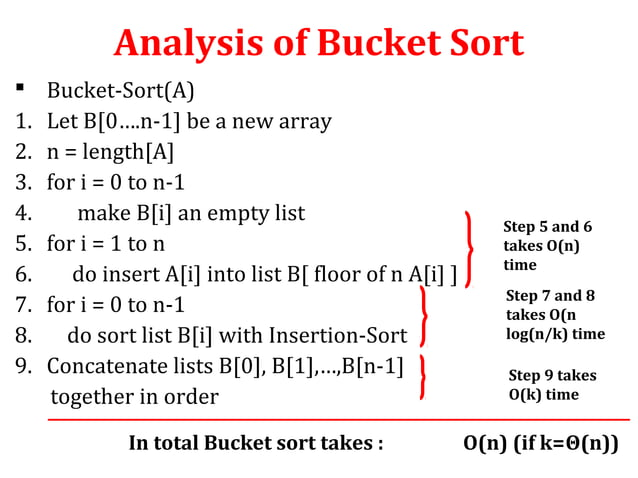 Analysis of Bucket Sort
▪ Bucket-Sort(A)
1. Let B[0….n-1] be a new array
2. n = length[A]
3. for i = 0 to n-1
4. make B[i] an empty list
5. for i = 1 to n
6. do insert A[i] into list B[ floor of n A[i] ]
7. for i = 0 to n-1
8. do sort list B[i] with Insertion-Sort
9. Concatenate lists B[0], B[1],…,B[n-1]
together in order
Step 5 and 6
takes O(n)
time
Step 7 and 8
takes O(n
log(n/k) time
Step 9 takes
O(k) time
In total Bucket sort takes : O(n) (if k=Θ(n))